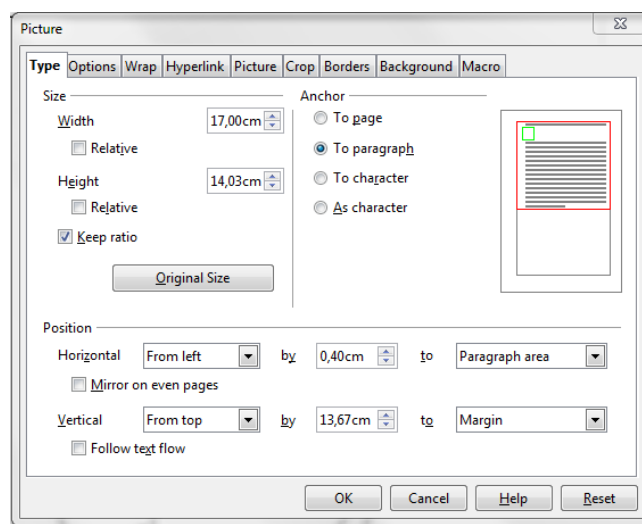 Picture
Type Options Wrap Hyperlink Picture Crop Borders Background Macro
Size
Width 17,00cm
Relative
Height 14,03cm
Relative
Keep ratio
Original Size
Anchor
To page
To paragraph
To character
As character
Position
Horizontal From left by 0,40cm to Paragraph area
Mirror on even pages
Vertical From top by 13,67cm to Margin
Follow text flow
OK Cancel Help Reset